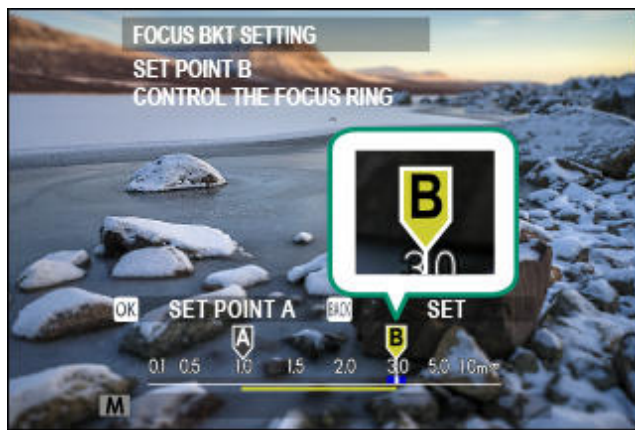 FOCUS BKT SETTING
SET POINT B
CONTROL THE FOCUS RING
B
3.0
OK SET POINT A BACK SET
A B
0.1 0.5 1.0 1.5 2.0 3.0 5.0 10m
M